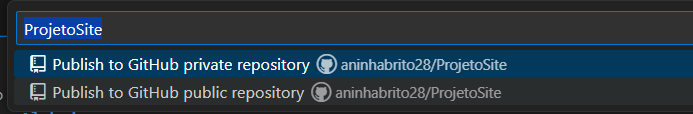 ProjetoSite
Publish to GitHub private repository aninhabrito28/ProjetoSite
Publish to GitHub public repository aninhabrito28/ProjetoSite